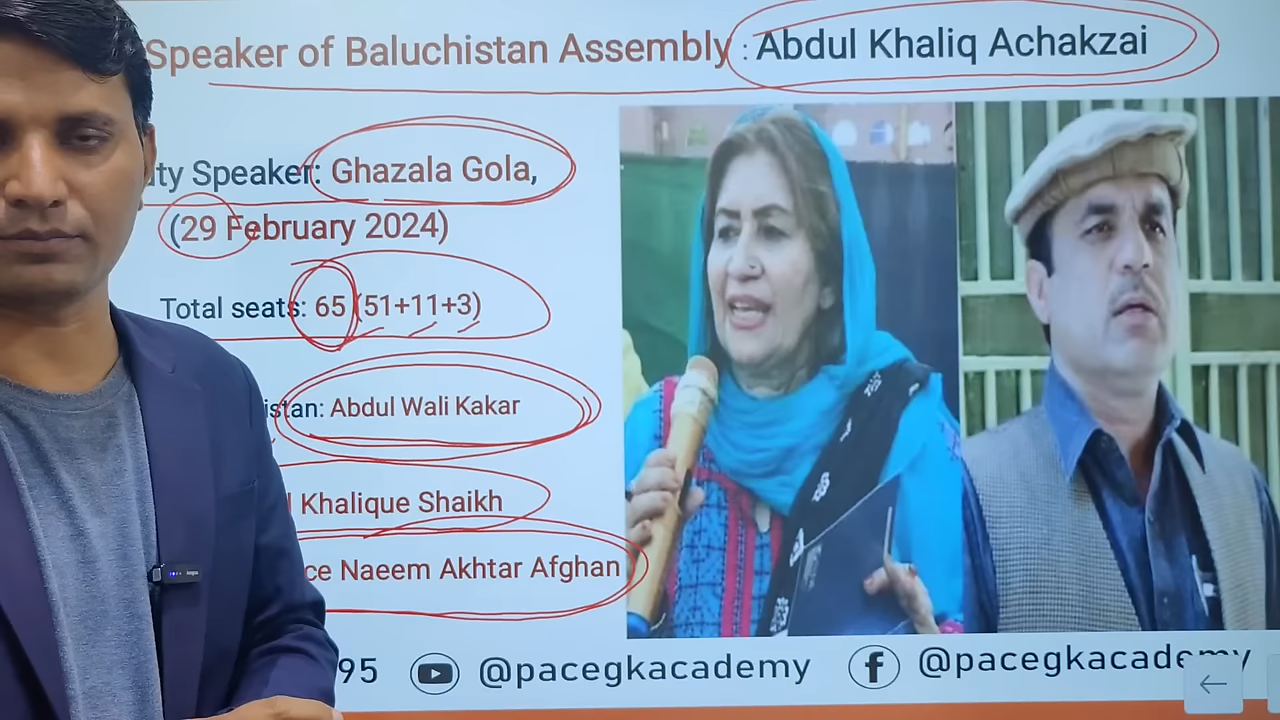 Speaker of Baluchistan Assembly : Abdul Khaliq Achakzai
uty Speaker: Ghazala Gola,
(29 February 2024)
Total seats: 65 (51+11+3)
istan: Abdul Wali Kakar
l Khalique Shaikh
ce Naeem Akhtar Afghan
95 @pacegkacademy f @pacegkacademy